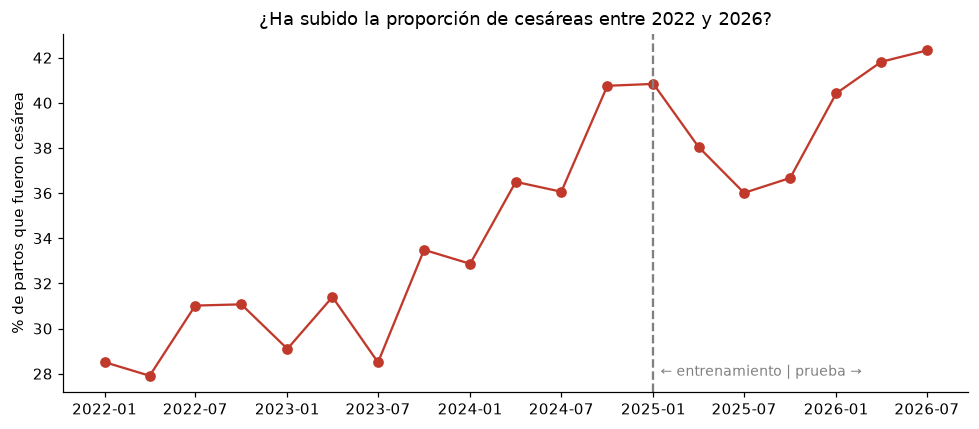 ¿Ha subido la proporción de cesáreas entre 2022 y 2026?
% de partos que fueron cesárea
42
40
38
36
34
32
30
28
← entrenamiento | prueba →
2022-01 2022-07 2023-01 2023-07 2024-01 2024-07 2025-01 2025-07 2026-01 2026-07